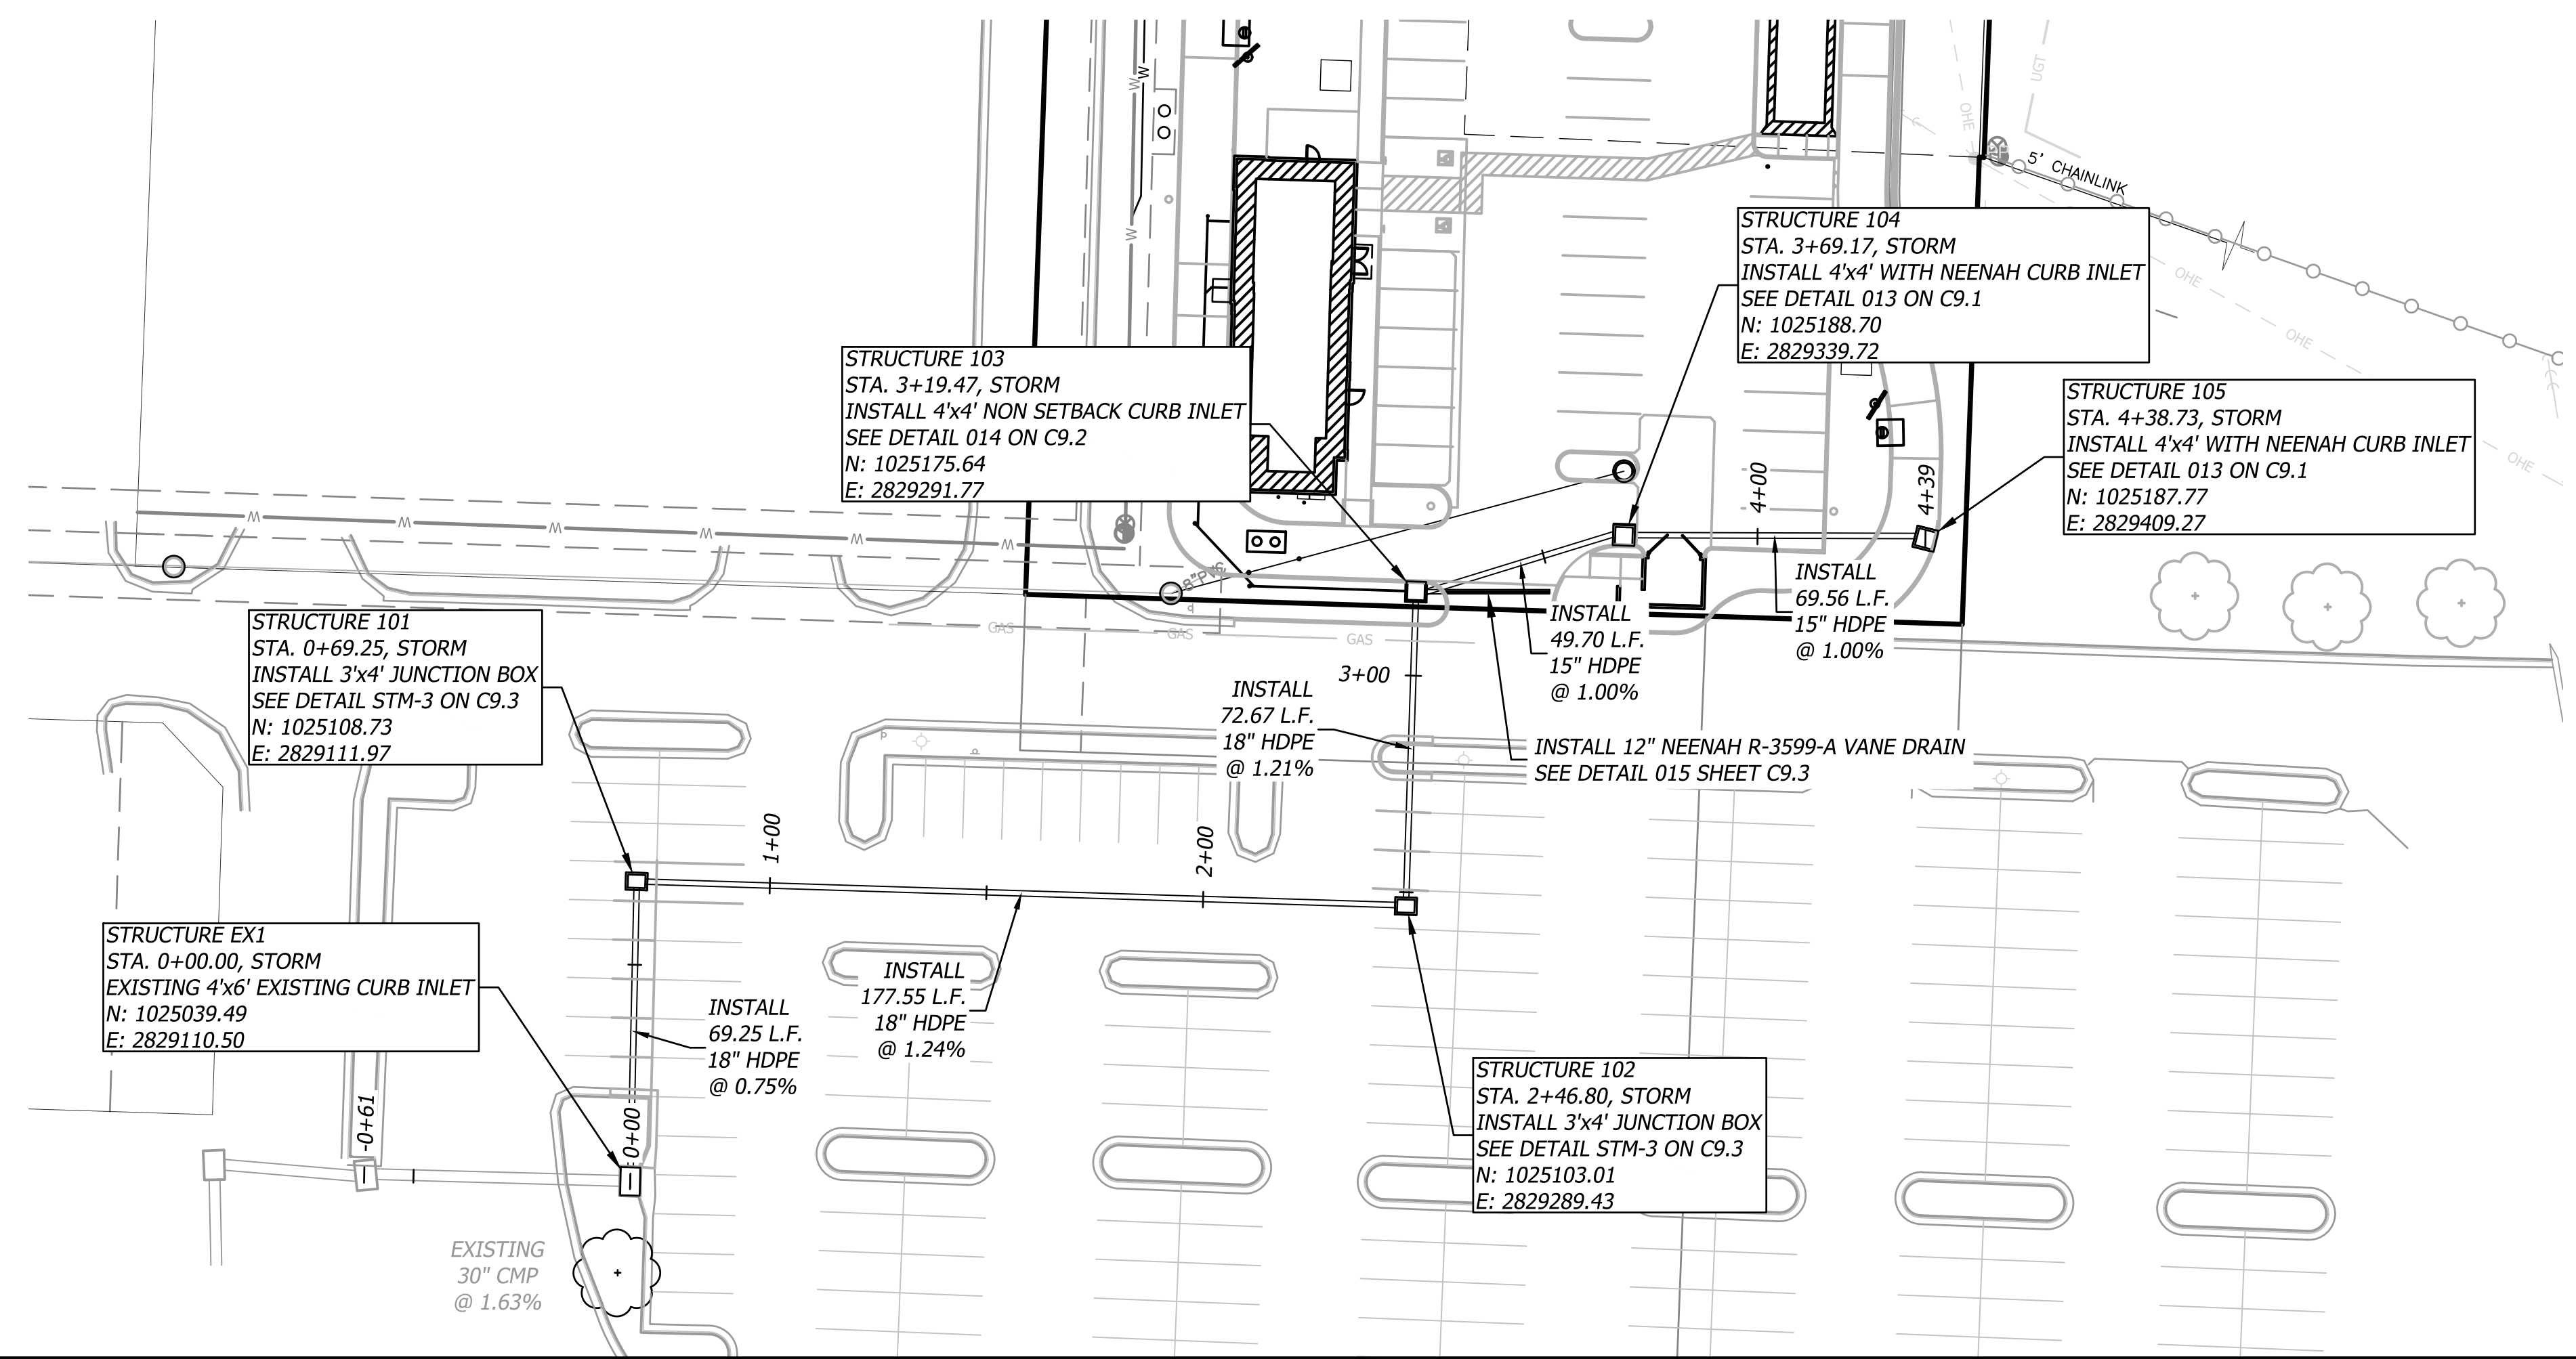 W
W
UGT
OHE
5' CHAINLINK
W
OHE
OHE
OHE
STRUCTURE 104
STA. 3+69.17, STORM
INSTALL 4'x4' WITH NEENAH CURB INLET
SEE DETAIL 013 ON C9.1
N: 1025188.70
E: 2829339.72
STRUCTURE 103
STA. 3+19.47, STORM
INSTALL 4'x4' NON SETBACK CURB INLET
SEE DETAIL 014 ON C9.2
N: 1025175.64
E: 2829291.77
STRUCTURE 105
STA. 4+38.73, STORM
INSTALL 4'x4' WITH NEENAH CURB INLET
SEE DETAIL 013 ON C9.1
N: 1025187.77
E: 2829409.27
4+00
4+39
W
W
W
W
W
W
8"PVC
GAS
GAS
GAS
INSTALL
69.56 L.F.
15" HDPE
@ 1.00%
INSTALL
49.70 L.F.
15" HDPE
@ 1.00%
STRUCTURE 101
STA. 0+69.25, STORM
INSTALL 3'x4' JUNCTION BOX
SEE DETAIL STM-3 ON C9.3
N: 1025108.73
E: 2829111.97
3+00
INSTALL
72.67 L.F.
18" HDPE
@ 1.21%
INSTALL 12" NEENAH R-3599-A VANE DRAIN
SEE DETAIL 015 SHEET C9.3
1+00
2+00
STRUCTURE EX1
STA. 0+00.00, STORM
EXISTING 4'x6' EXISTING CURB INLET
N: 1025039.49
E: 2829110.50
INSTALL
177.55 L.F.
18" HDPE
@ 1.24%
INSTALL
69.25 L.F.
18" HDPE
@ 0.75%
STRUCTURE 102
STA. 2+46.80, STORM
INSTALL 3'x4' JUNCTION BOX
SEE DETAIL STM-3 ON C9.3
N: 1025103.01
E: 2829289.43
-0+61
0+00
EXISTING
30" CMP
@ 1.63%